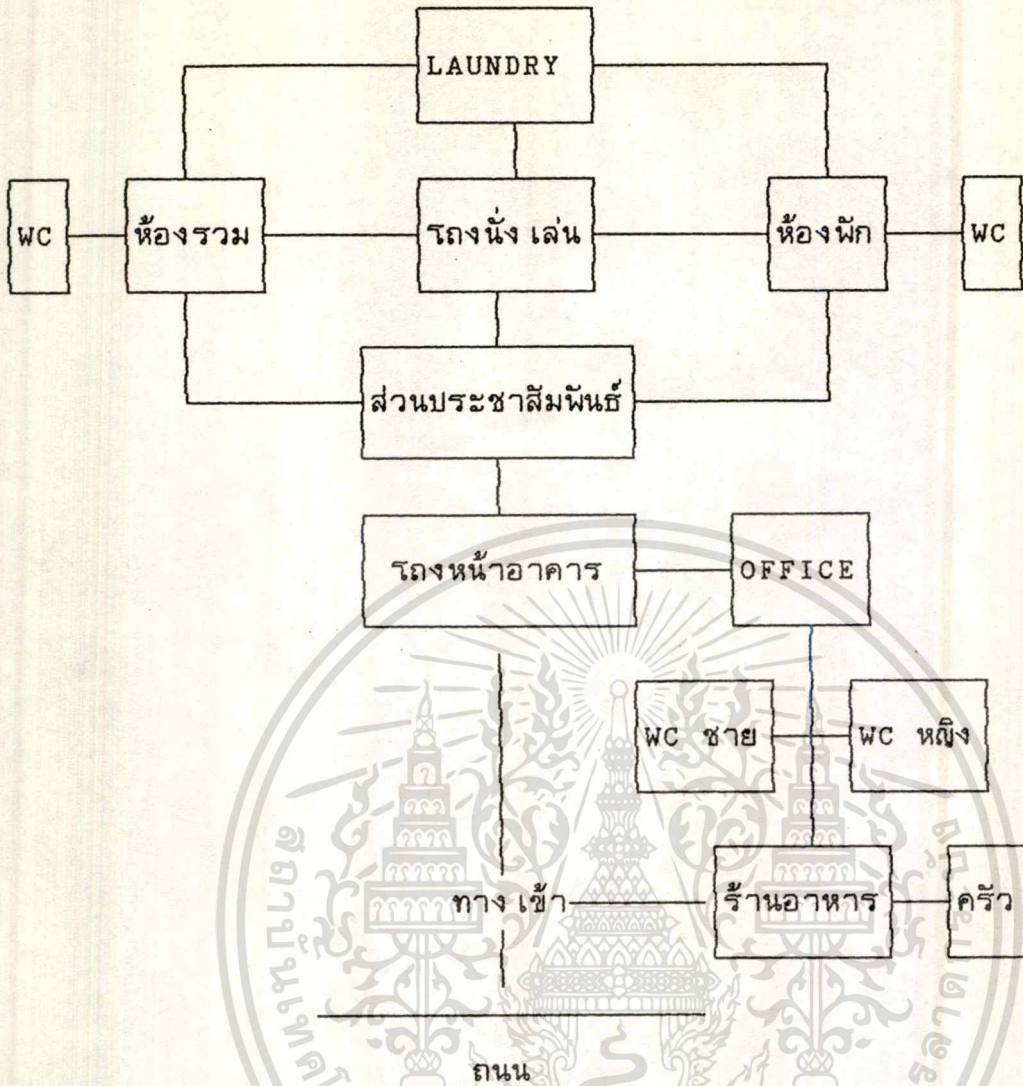 LAUNDRY
WC ห้องรวม โถงนั่งเล่น ห้องพัก WC
ส่วนประชาสัมพันธ์
โถงหน้าอาคาร OFFICE
WC ชาย WC หญิง
ทางเข้า ร้านอาหาร ครัว
ถนน